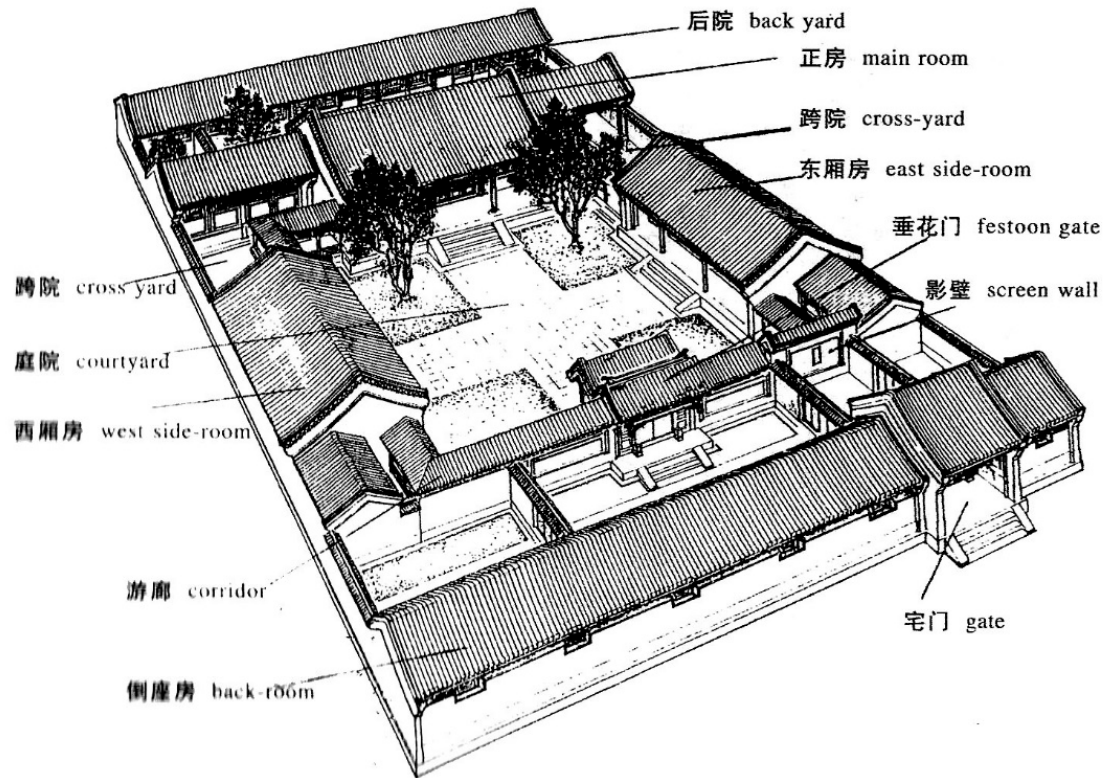 后院 back yard
正房 main room
跨院 cross-yard
东厢房 east side-room
垂花门 festoon gate
影壁 screen wall
跨院 cross yard
庭院 courtyard
西厢房 west side-room
游廊 corridor
宅门 gate
倒座房 back-room